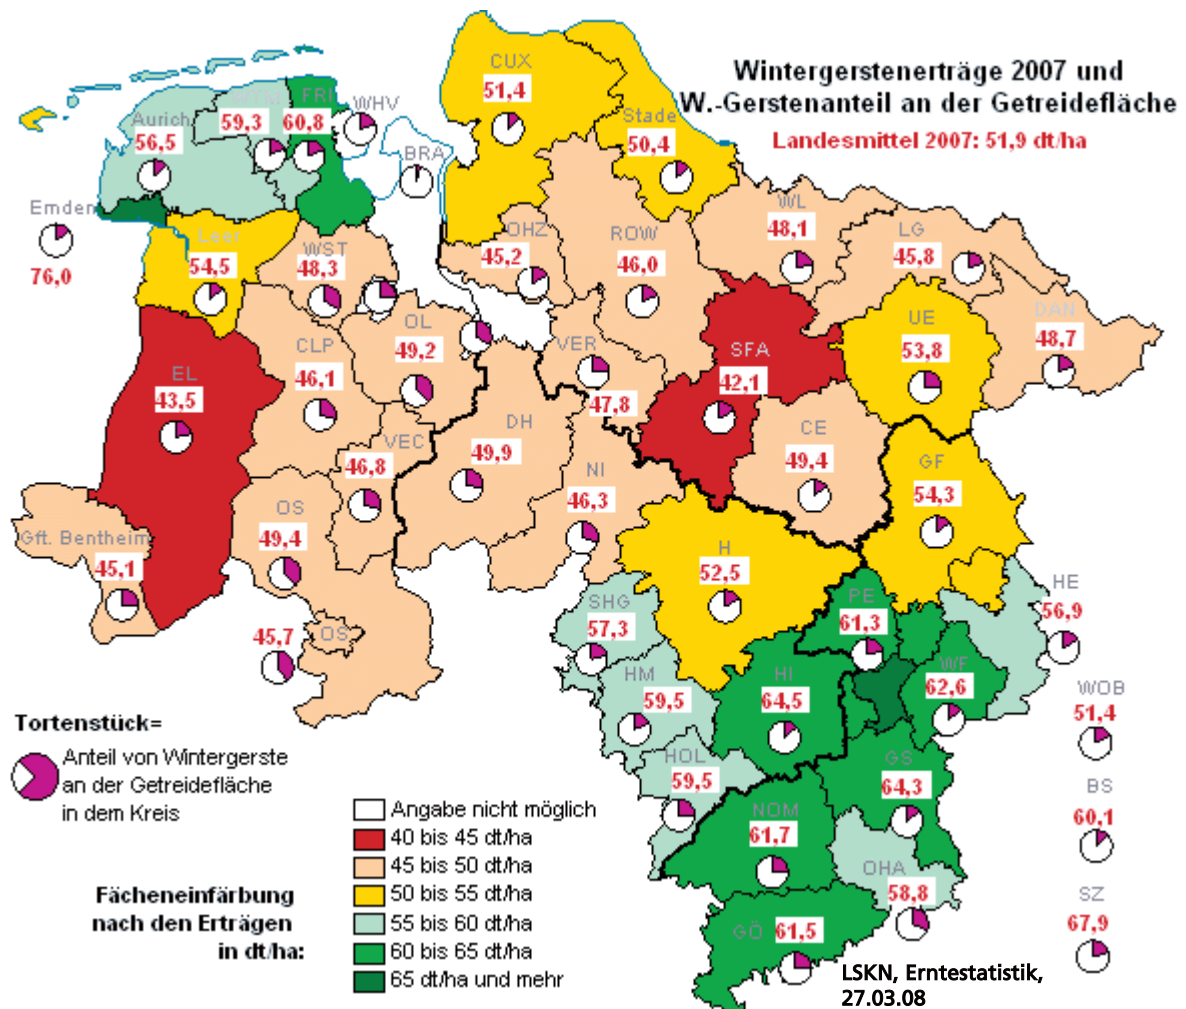 Wintergerstenerträge 2007 und
W.-Gerstenanteil an der Getreidefläche
Landesmittel 2007: 51,9 dt/ha
CUX
51,4
Stade
50,4
Aurich
56,5
WTM
59,3
FRI
60,8
WHV
BRA
Emden
76,0
Leer
54,5
WST
48,3
OHZ
45,2
ROW
46,0
WL
48,1
LG
45,8
DAN
48,7
UE
53,8
SFA
42,1
VER
47,8
OL
49,2
CLP
46,1
EL
43,5
VEC
46,8
DH
49,9
NI
46,3
CE
49,4
GF
54,3
Gft. Bentheim
45,1
OS
49,4
OS
45,7
H
52,5
SHG
57,3
PE
61,3
HE
56,9
HM
59,5
HI
64,5
WF
62,6
WOB
51,4
HOL
59,5
GS
64,3
BS
60,1
NOM
61,7
OHA
58,8
SZ
67,9
GÖ
61,5
Tortenstück=
Anteil von Wintergerste
an der Getreidefläche
in dem Kreis
Fächeneinfärbung
nach den Erträgen
in dt/ha:
Angabe nicht möglich
40 bis 45 dt/ha
45 bis 50 dt/ha
50 bis 55 dt/ha
55 bis 60 dt/ha
60 bis 65 dt/ha
65 dt/ha und mehr
LSKN, Erntestatistik,
27.03.08